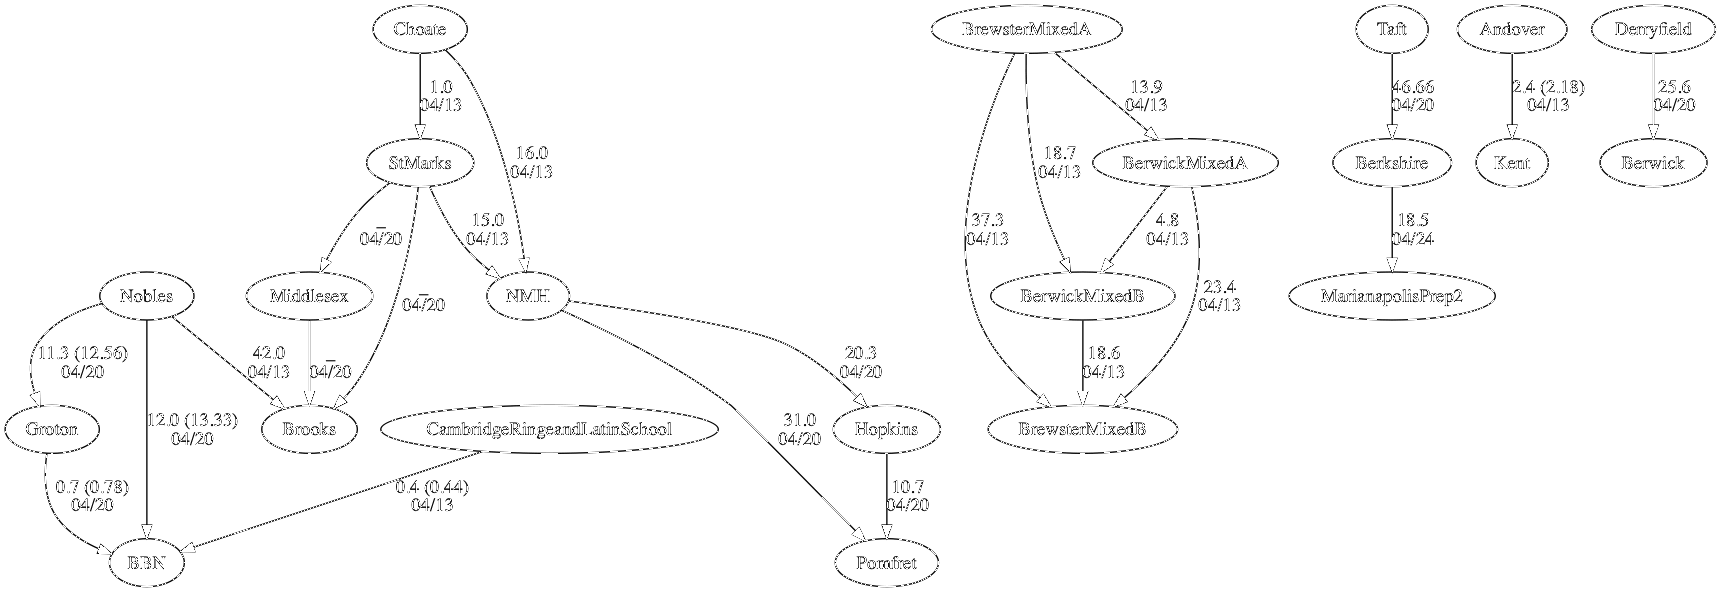 Choate
BrewsterMixedA
Taft
Andover
Derryfield
1.0
04/13
13.9
04/13
46.66
04/20
2.4 (2.18)
04/13
25.6
04/20
16.0
04/13
18.7
04/13
StMarks
BerwickMixedA
Berkshire
Kent
Berwick
04/20
15.0
04/13
37.3
04/13
4.8
04/13
18.5
04/24
04/20
23.4
04/13
Nobles
Middlesex
NMH
BerwickMixedB
MarianapolisPrep2
11.3 (12.56)
04/20
42.0
04/13
04/20
20.3
04/20
18.6
04/13
12.0 (13.33)
04/20
31.0
04/20
Groton
Brooks
CambridgeRingeandLatinSchool
Hopkins
BrewsterMixedB
0.7 (0.78)
04/20
0.4 (0.44)
04/13
10.7
04/20
BBN
Pomfret